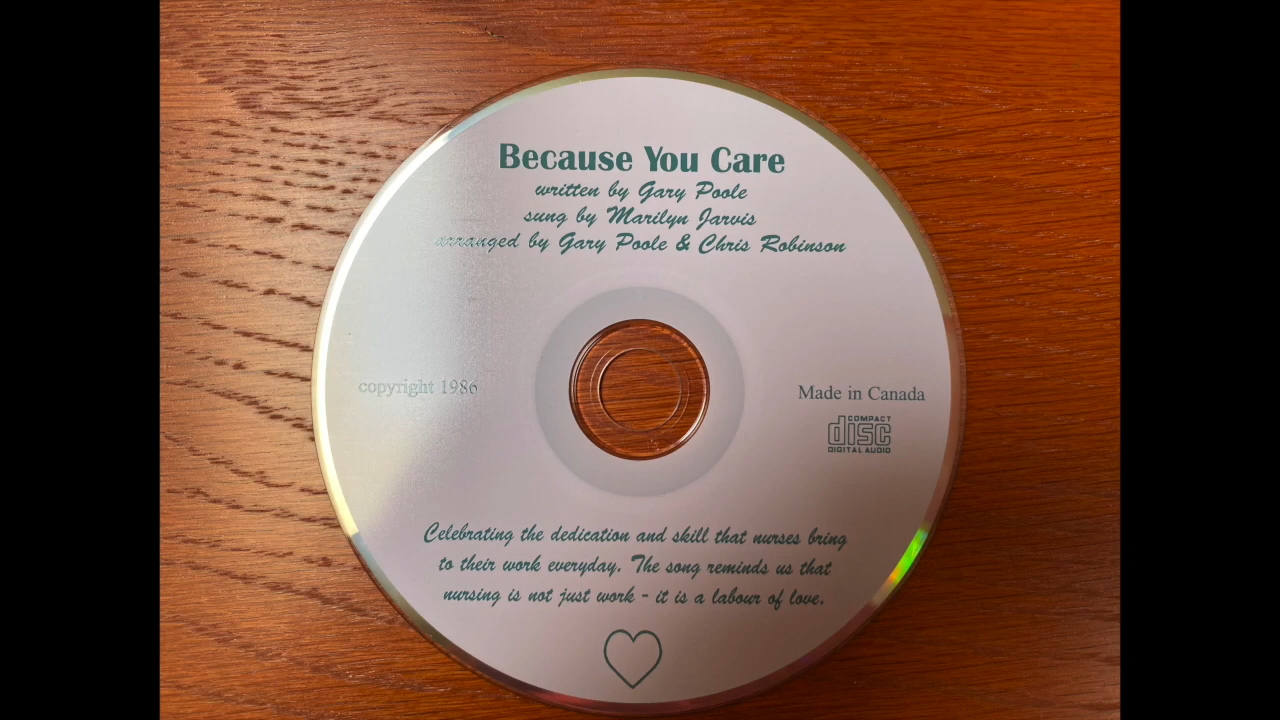 Because You Care
written by Gary Poole
sung by Marilyn Jarvis
arranged by Gary Poole & Chris Robinson
copyright 1986
Made in Canada
COMPACT
disc
DIGITAL AUDIO
Celebrating the dedication and skill that nurses bring
to their work everyday. The song reminds us that
nursing is not just work - it is a labour of love.